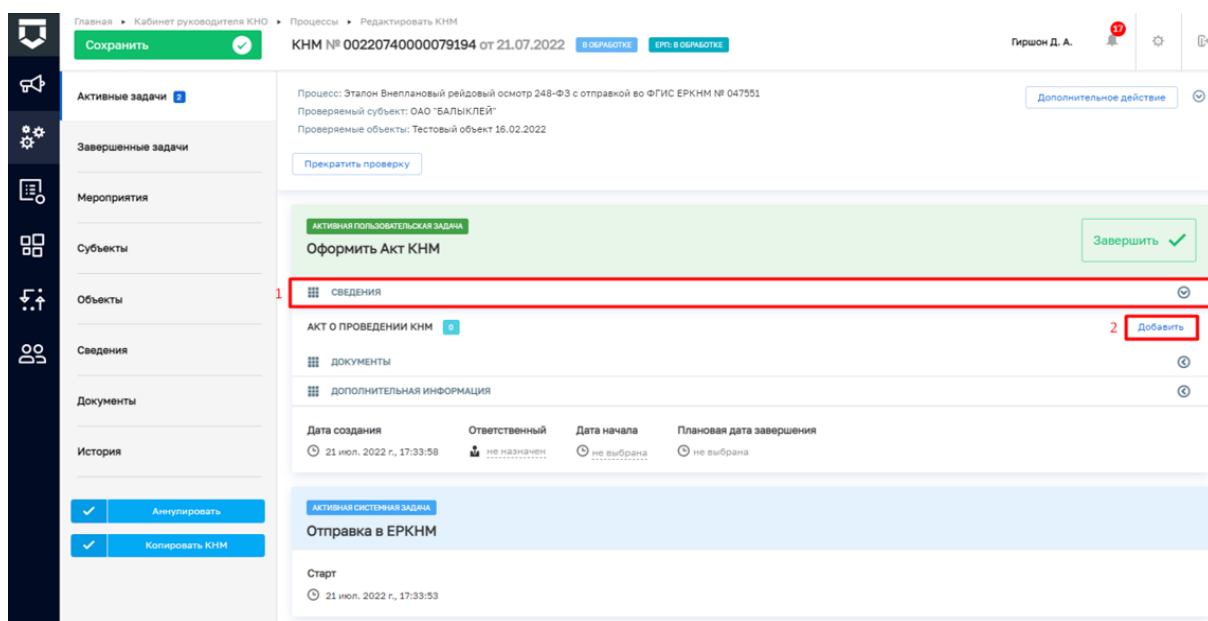 Главная ▸ Кабинет руководителя КНО ▸ Процессы ▸ Редактировать КНМ
Сохранить
КНМ № 00220740000079194 от 21.07.2022 В ОБРАБОТКЕ ЕРП: В ОБРАБОТКЕ
Гиршон Д. А.
17
Активные задачи 2
Завершенные задачи
Мероприятия
Субъекты
Объекты
Сведения
Документы
История
Аннулировать
Копировать КНМ
Процесс: Эталон Внеплановый рейдовый осмотр 248-ФЗ с отправкой во ФГИС ЕРКНМ № 047551
Проверяемый субъект: ОАО "БАЛЫКЛЕЙ"
Проверяемые объекты: Тестовый объект 16.02.2022
Дополнительное действие
Прекратить проверку
АКТИВНАЯ ПОЛЬЗОВАТЕЛЬСКАЯ ЗАДАЧА
Оформить Акт КНМ
Завершить
1 СВЕДЕНИЯ
АКТ О ПРОВЕДЕНИИ КНМ 0
2 Добавить
ДОКУМЕНТЫ
ДОПОЛНИТЕЛЬНАЯ ИНФОРМАЦИЯ
Дата создания Ответственный Дата начала Плановая дата завершения
21 июл. 2022 г., 17:33:58 не назначен не выбрана не выбрана
АКТИВНАЯ СИСТЕМНАЯ ЗАДАЧА
Отправка в ЕРКНМ
Старт
21 июл. 2022 г., 17:33:53